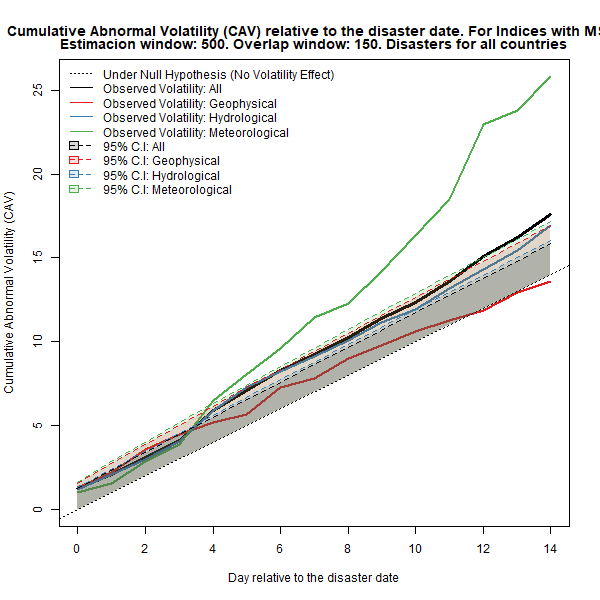 Cumulative Abnormal Volatility (CAV) relative to the disaster date. For Indices with MS
Estimacion window: 500. Overlap window: 150. Disasters for all countries
Under Null Hypothesis (No Volatility Effect)
Observed Volatility: All
Observed Volatility: Geophysical
Observed Volatility: Hydrological
Observed Volatility: Meteorological
95% C.I: All
95% C.I: Geophysical
95% C.I: Hydrological
95% C.I: Meteorological
Cumulative Abnormal Volatility (CAV)
25
20
15
10
5
0
0 2 4 6 8 10 12 14
Day relative to the disaster date